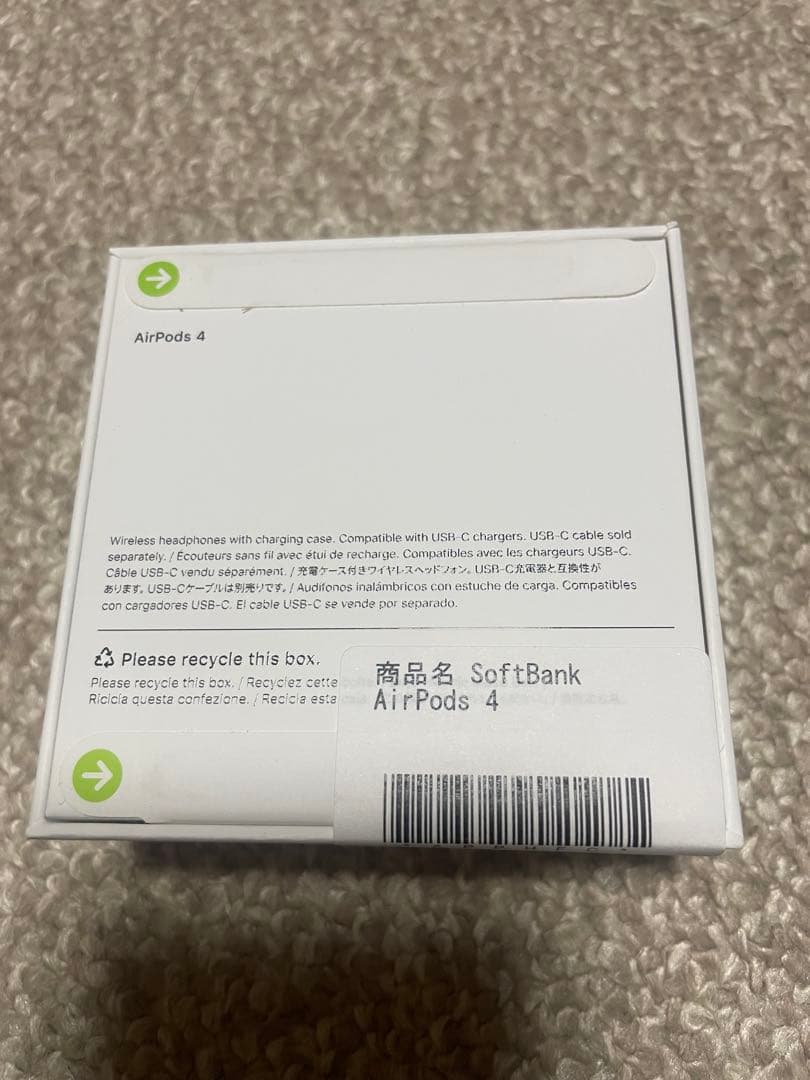 AirPods 4
Wireless headphones with charging case. Compatible with USB-C chargers. USB-C cable sold
separately. / Écouteurs sans fil avec étui de recharge. Compatibles avec les chargeurs USB-C.
Câble USB-C vendu séparément. / 充電ケース付きワイヤレスヘッドフォン。USB-C充電器と互換性が
あります。USB-Cケーブルは別売りです。/ Audífonos inalámbricos con estuche de carga. Compatibles
con cargadores USB-C. El cable USB-C se vende por separado.
Please recycle this box.
Please recycle this box. / Recyclez cette
Ricicla questa confezione. / Recicla esta
商品名 SoftBank
AirPods 4